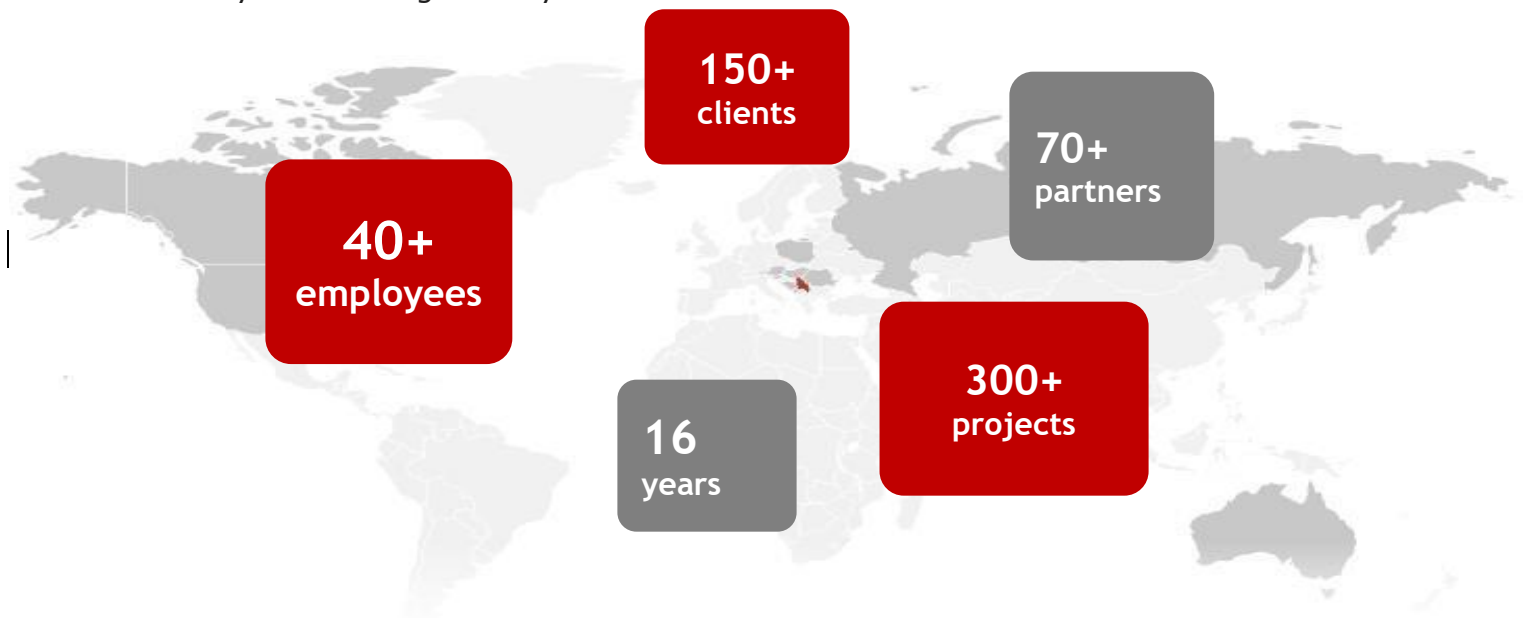 150+
clients
70+
partners
40+
employees
300+
projects
16
years